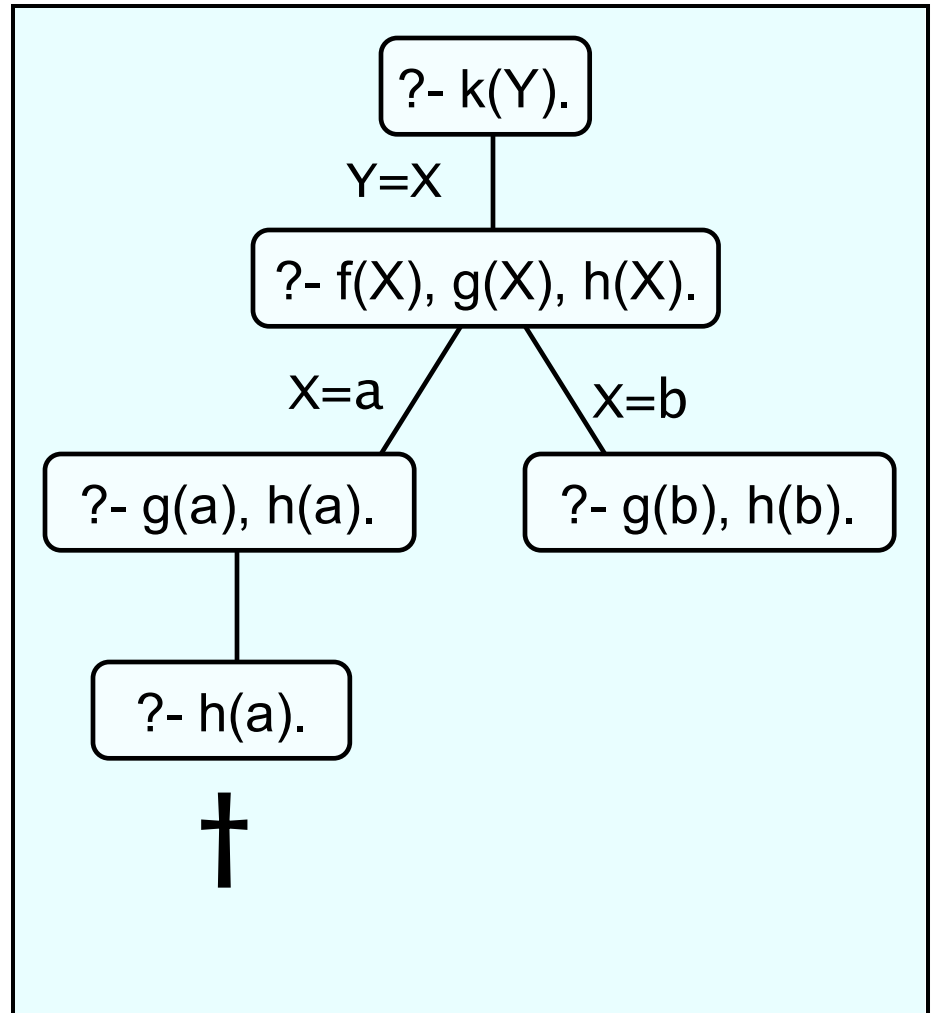 ?- k(Y).
Y=X
?- f(X), g(X), h(X).
X=a
X=b
?- g(a), h(a).
?- g(b), h(b).
?- h(a).
†